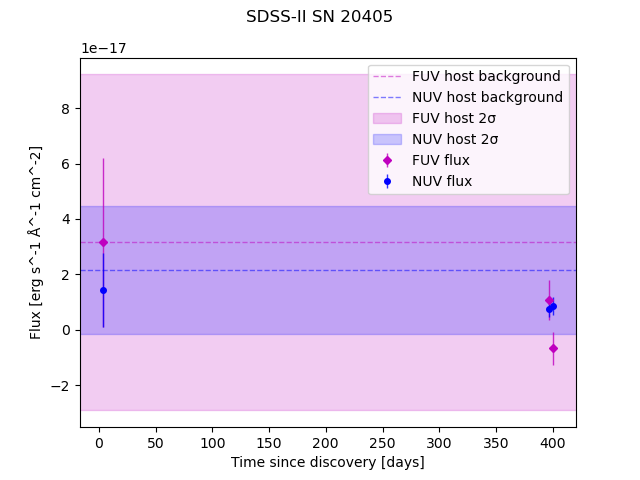 SDSS-II SN 20405
1e−17
FUV host background
NUV host background
FUV host 2σ
NUV host 2σ
FUV flux
NUV flux
8
6
4
2
0
−2
Flux [erg s^-1 Å^-1 cm^-2]
0 50 100 150 200 250 300 350 400
Time since discovery [days]